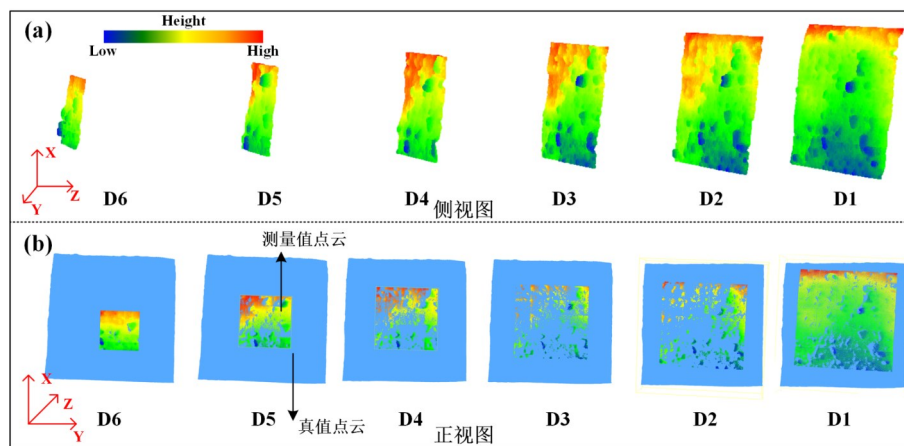 (a)
Height
Low High
X
Z
Y
D6 D5 D4 D3 D2 D1
侧视图
(b)
测量值点云
X
Z
Y
D6 D5 D4 D3 D2 D1
真值点云
正视图